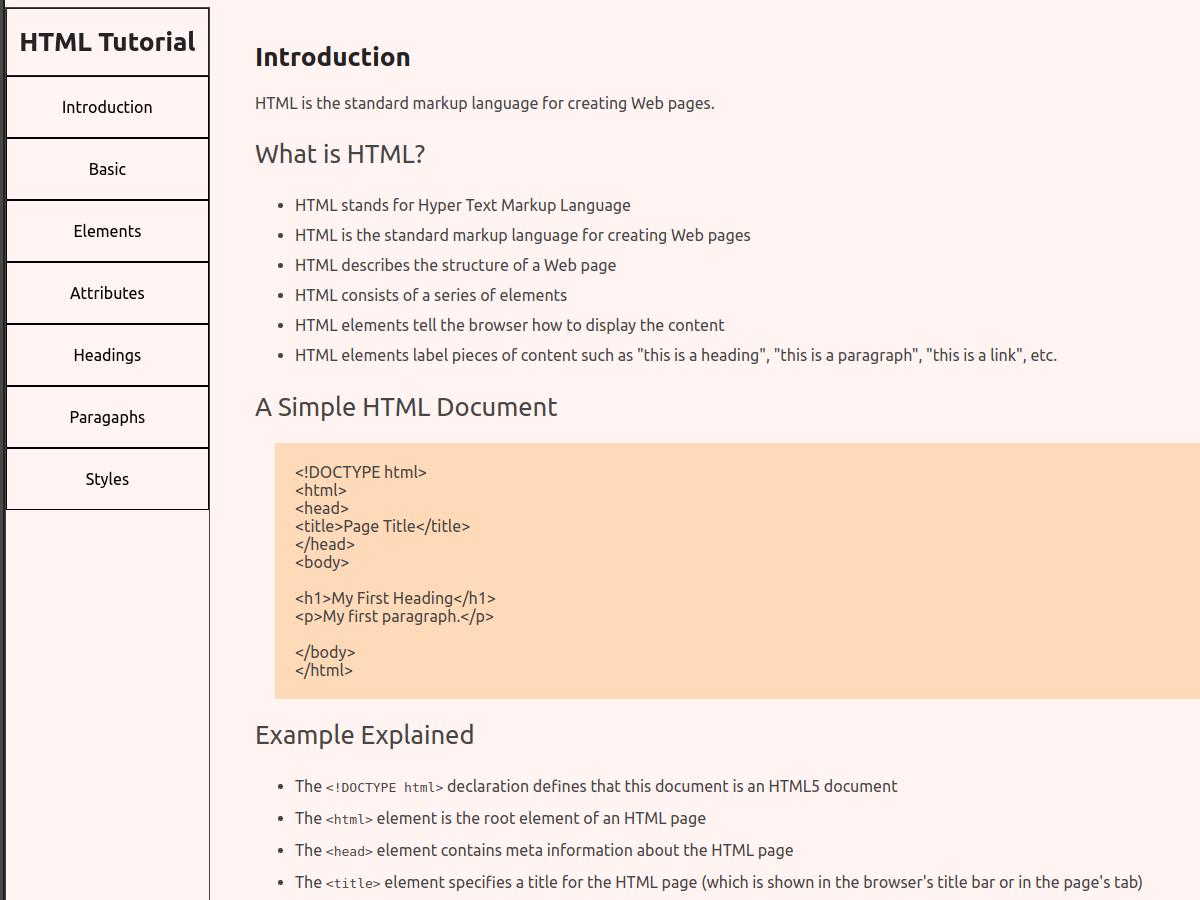 HTML Tutorial
Introduction
Basic
Elements
Attributes
Headings
Paragaphs
Styles
Introduction
HTML is the standard markup language for creating Web pages.
What is HTML?
HTML stands for Hyper Text Markup Language
HTML is the standard markup language for creating Web pages
HTML describes the structure of a Web page
HTML consists of a series of elements
HTML elements tell the browser how to display the content
HTML elements label pieces of content such as "this is a heading", "this is a paragraph", "this is a link", etc.
A Simple HTML Document
<!DOCTYPE html>
<html>
<head>
<title>Page Title</title>
</head>
<body>
<h1>My First Heading</h1>
<p>My first paragraph.</p>
</body>
</html>
Example Explained
The <!DOCTYPE html> declaration defines that this document is an HTML5 document
The <html> element is the root element of an HTML page
The <head> element contains meta information about the HTML page
The <title> element specifies a title for the HTML page (which is shown in the browser's title bar or in the page's tab)